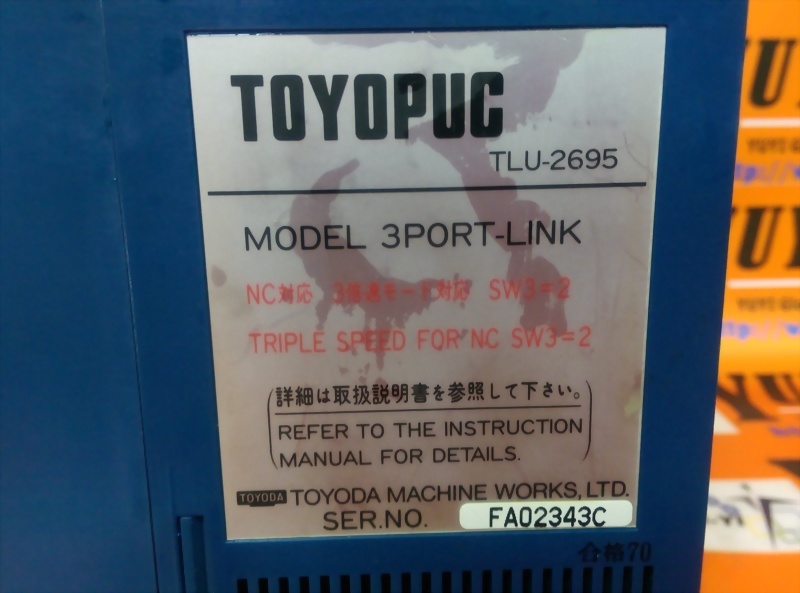 TOYOPUC
TLU-2695
MODEL 3PORT-LINK
NC対応 3倍速モード対応 SW3=2
TRIPLE SPEED FOR NC SW3=2
(詳細は取扱説明書を参照して下さい。
REFER TO THE INSTRUCTION
MANUAL FOR DETAILS.)
TOYODA TOYODA MACHINE WORKS, LTD.
SER.NO. FA02343C
合格70